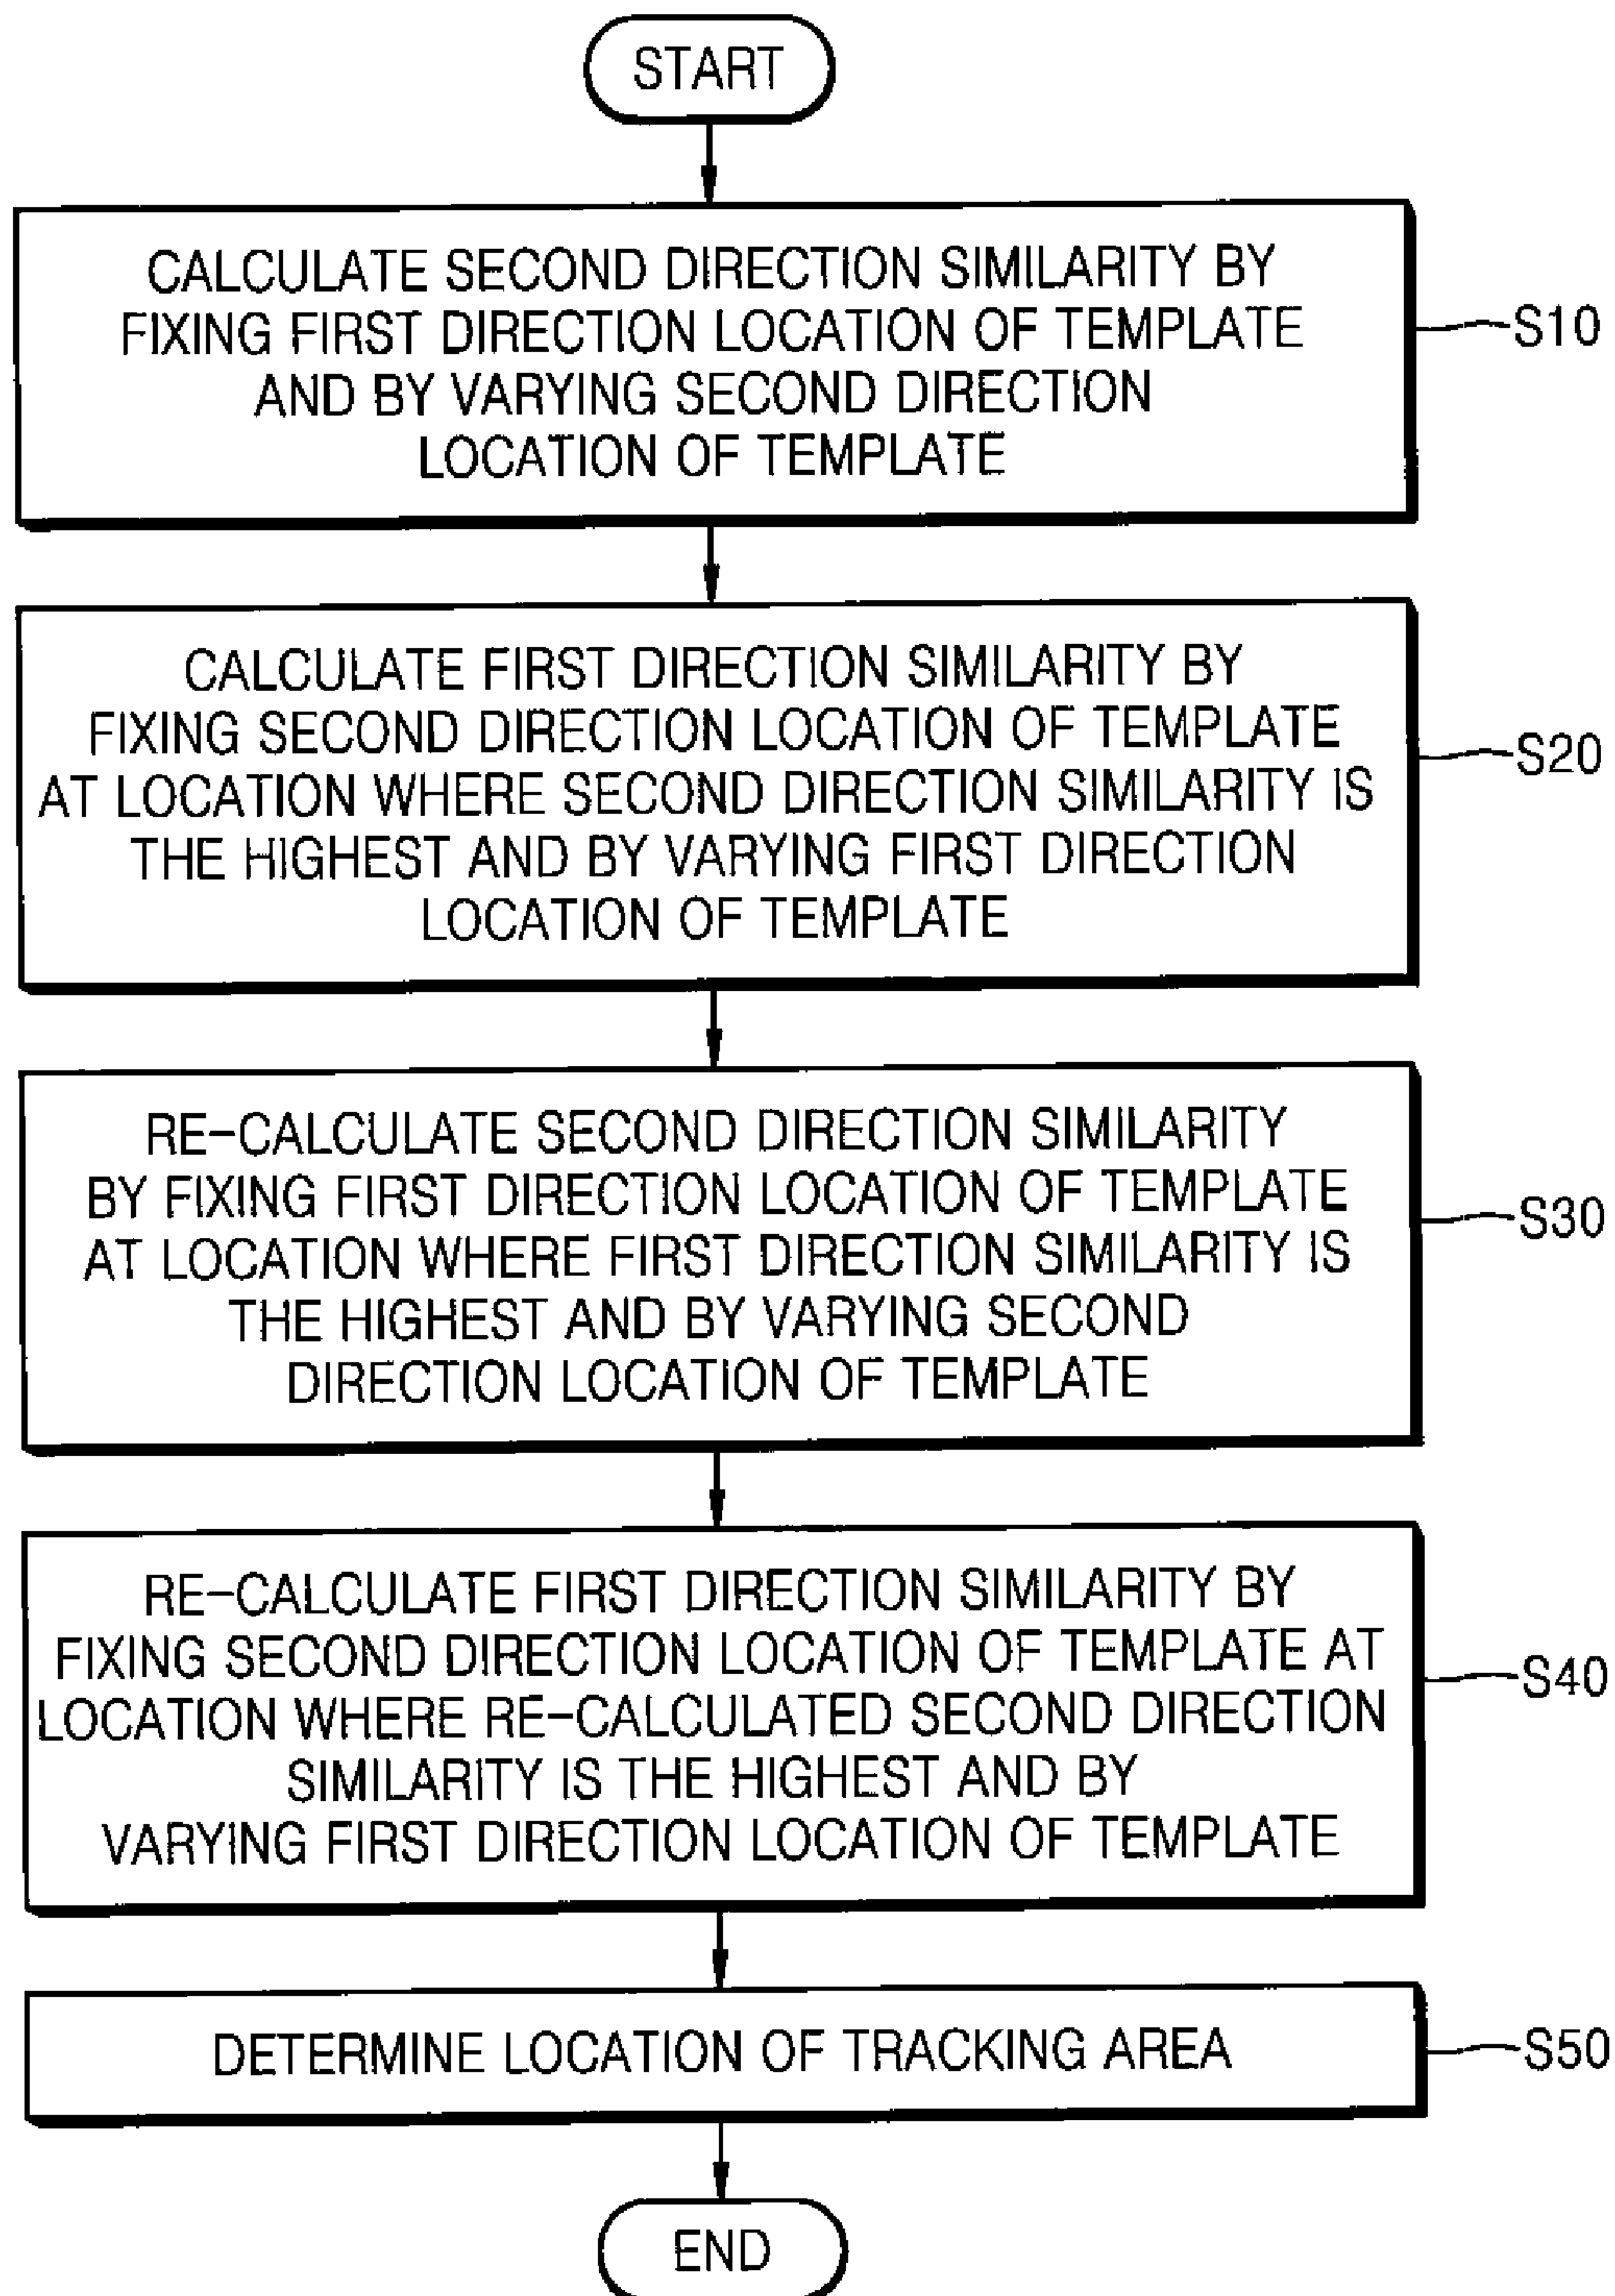 START
CALCULATE SECOND DIRECTION SIMILARITY BY
FIXING FIRST DIRECTION LOCATION OF TEMPLATE
AND BY VARYING SECOND DIRECTION
LOCATION OF TEMPLATE
S10
CALCULATE FIRST DIRECTION SIMILARITY BY
FIXING SECOND DIRECTION LOCATION OF TEMPLATE
AT LOCATION WHERE SECOND DIRECTION SIMILARITY IS
THE HIGHEST AND BY VARYING FIRST DIRECTION
LOCATION OF TEMPLATE
S20
RE-CALCULATE SECOND DIRECTION SIMILARITY
BY FIXING FIRST DIRECTION LOCATION OF TEMPLATE
AT LOCATION WHERE FIRST DIRECTION SIMILARITY IS
THE HIGHEST AND BY VARYING SECOND
DIRECTION LOCATION OF TEMPLATE
S30
RE-CALCULATE FIRST DIRECTION SIMILARITY BY
FIXING SECOND DIRECTION LOCATION OF TEMPLATE AT
LOCATION WHERE RE-CALCULATED SECOND DIRECTION
SIMILARITY IS THE HIGHEST AND BY
VARYING FIRST DIRECTION LOCATION OF TEMPLATE
S40
DETERMINE LOCATION OF TRACKING AREA
S50
END